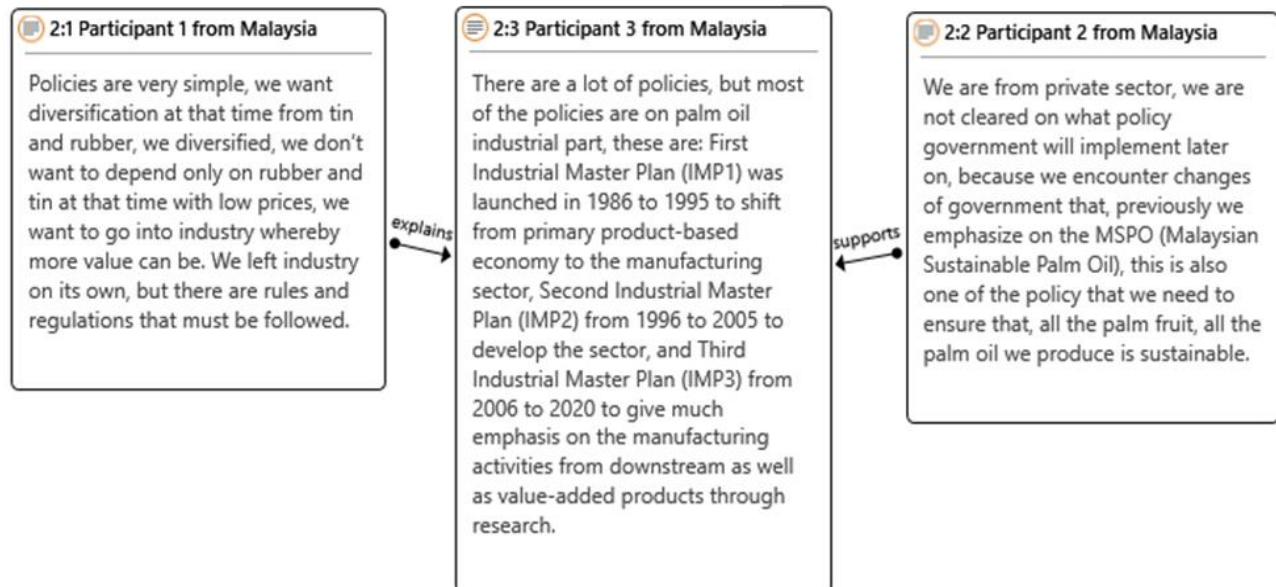 2:1 Participant 1 from Malaysia
Policies are very simple, we want
diversification at that time from tin
and rubber, we diversified, we don't
want to depend only on rubber and
tin at that time with low prices, we
want to go into industry whereby
more value can be. We left industry
on its own, but there are rules and
regulations that must be followed.
explains
2:3 Participant 3 from Malaysia
There are a lot of policies, but most
of the policies are on palm oil
industrial part, these are: First
Industrial Master Plan (IMP1) was
launched in 1986 to 1995 to shift
from primary product-based
economy to the manufacturing
sector, Second Industrial Master
Plan (IMP2) from 1996 to 2005 to
develop the sector, and Third
Industrial Master Plan (IMP3) from
2006 to 2020 to give much
emphasis on the manufacturing
activities from downstream as well
as value-added products through
research.
supports
2:2 Participant 2 from Malaysia
We are from private sector, we are
not cleared on what policy
government will implement later
on, because we encounter changes
of government that, previously we
emphasize on the MSPO (Malaysian
Sustainable Palm Oil), this is also
one of the policy that we need to
ensure that, all the palm fruit, all the
palm oil we produce is sustainable.